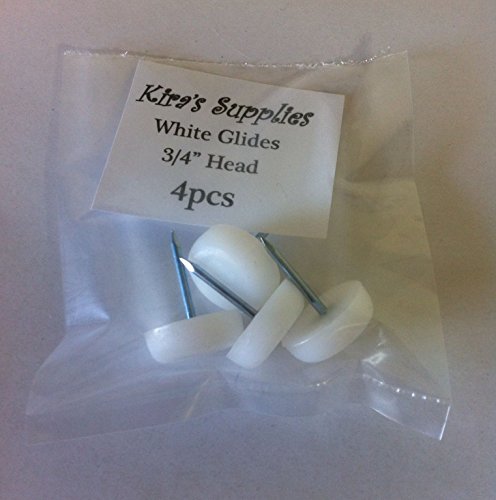 Kira's Supplies
White Glides
3/4" Head
4pcs